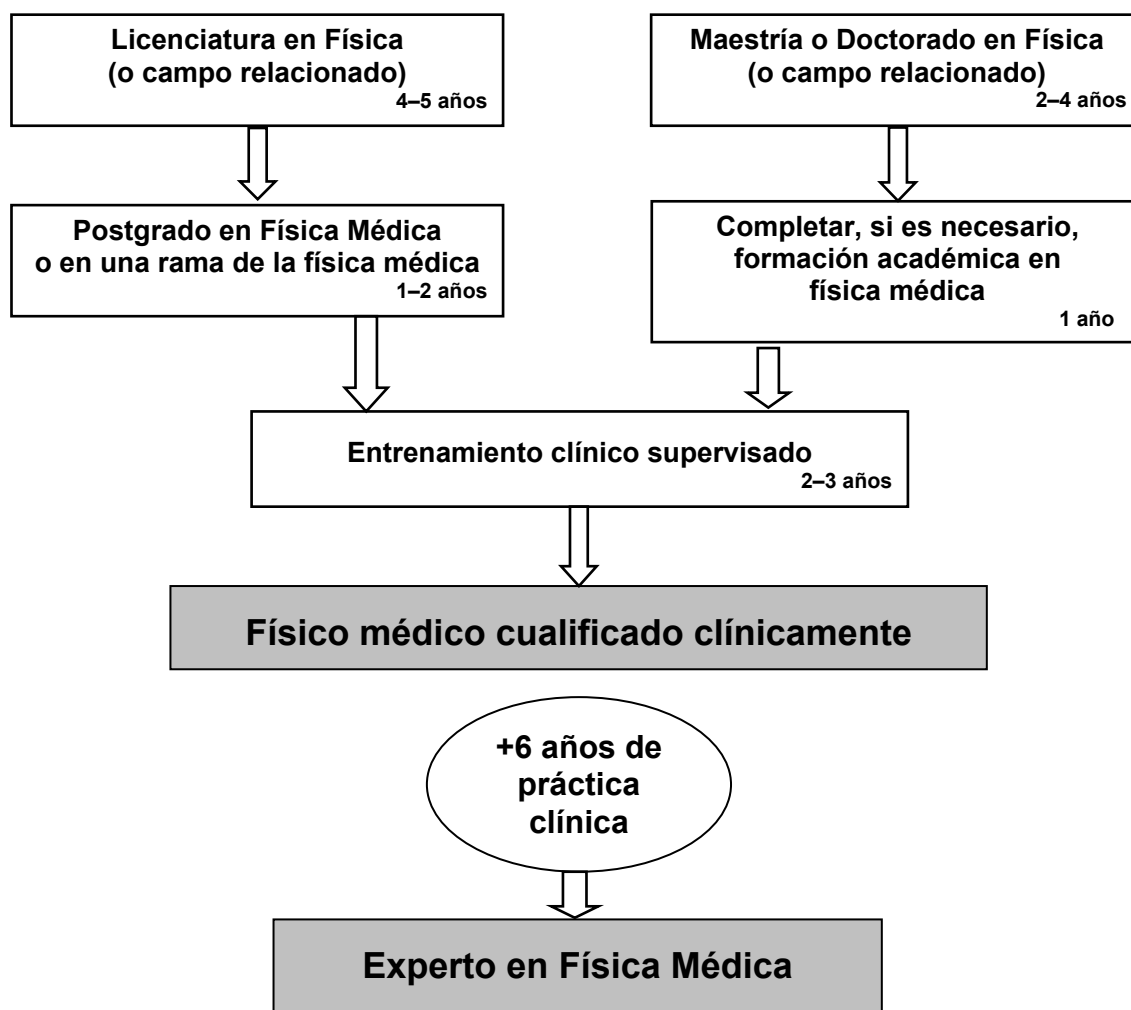 Licenciatura en Física
(o campo relacionado)
4–5 años
Maestría o Doctorado en Física
(o campo relacionado)
2–4 años
Postgrado en Física Médica
o en una rama de la física médica
1–2 años
Completar, si es necesario,
formación académica en
física médica
1 año
Entrenamiento clínico supervisado
2–3 años
Físico médico cualificado clínicamente
+6 años de
práctica
clínica
Experto en Física Médica